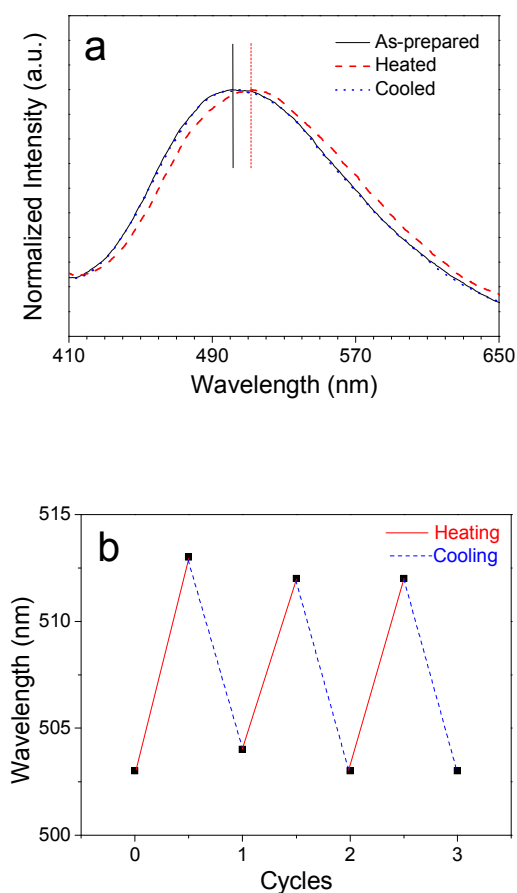 a
As-prepared
Heated
Cooled
Normalized Intensity (a.u.)
410 490 570 650
Wavelength (nm)
b
Heating
Cooling
515
510
505
500
Wavelength (nm)
0 1 2 3
Cycles